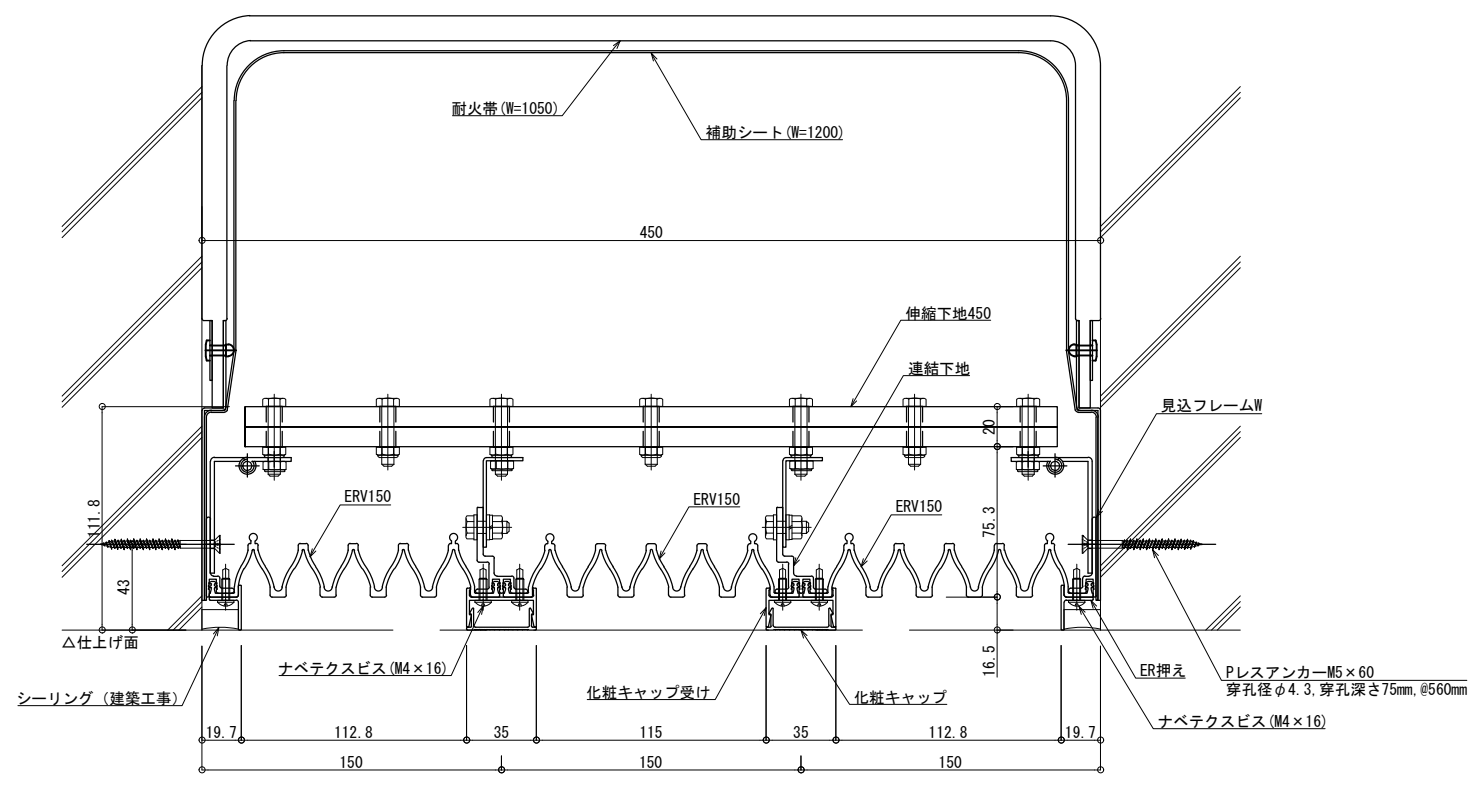 耐火帯(W=1050)
補助シート(W=1200)
450
伸縮下地450
連結下地
見込フレームW
20
111.8
ERV150
ERV150
ERV150
75.3
43
△仕上げ面
16.5
ナベテクスビス(M4×16)
シーリング（建築工事）
化粧キャップ受け
化粧キャップ
ER押え
Pレスアンカー M5×60
穿孔径φ4.3,穿孔深さ75mm,@560mm
ナベテクスビス(M4×16)
19.7
112.8
35
115
35
112.8
19.7
150
150
150